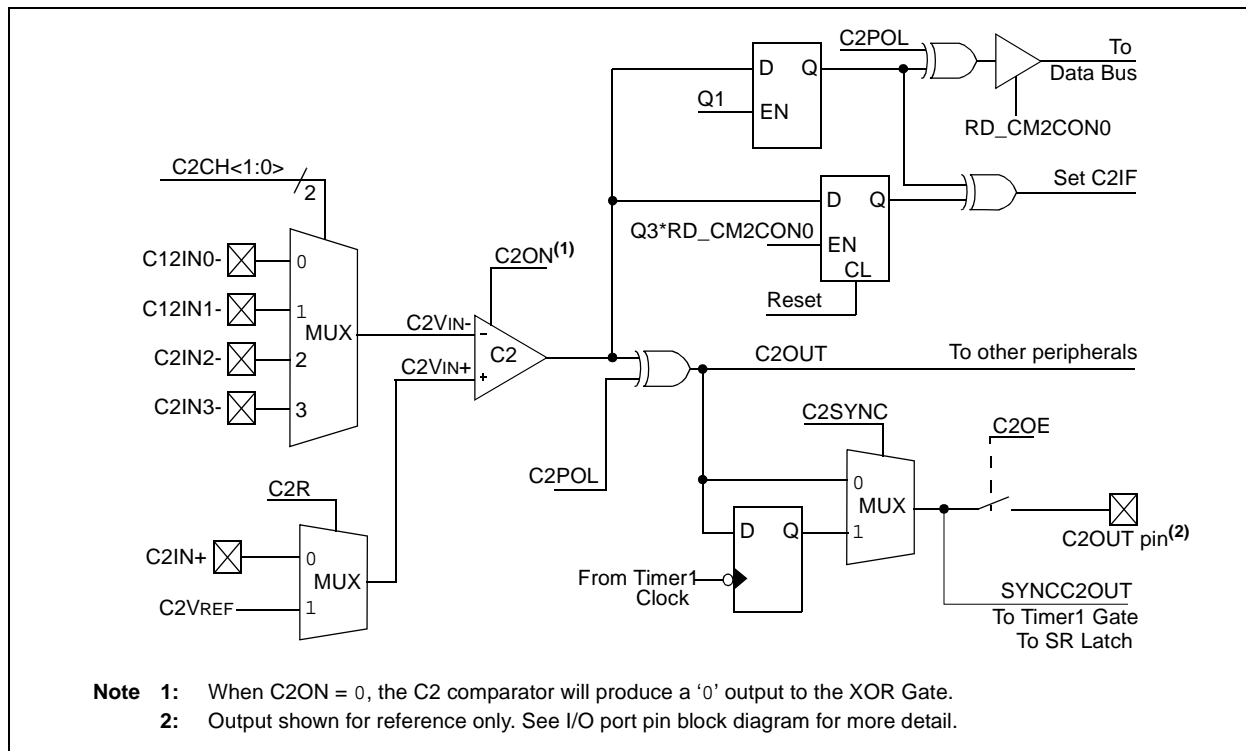 C2POL
To
Data Bus
D Q
Q1
EN
RD_CM2CON0
C2CH<1:0>
2
Set C2IF
D Q
Q3*RD_CM2CON0
EN
CL
Reset
C2ON(1)
C12IN0-
0
C12IN1-
1
MUX
C2IN2-
2
C2IN3-
3
C2VIN-
-
C2
C2VIN+
+
C2OUT
To other peripherals
C2SYNC
C2OE
C2POL
0
MUX
1
C2OUT pin(2)
D Q
From Timer1
Clock
SYNCC2OUT
To Timer1 Gate
To SR Latch
C2R
C2IN+
0
MUX
C2VREF
1
Note 1: When C2ON = 0, the C2 comparator will produce a ‘0’ output to the XOR Gate.
2: Output shown for reference only. See I/O port pin block diagram for more detail.